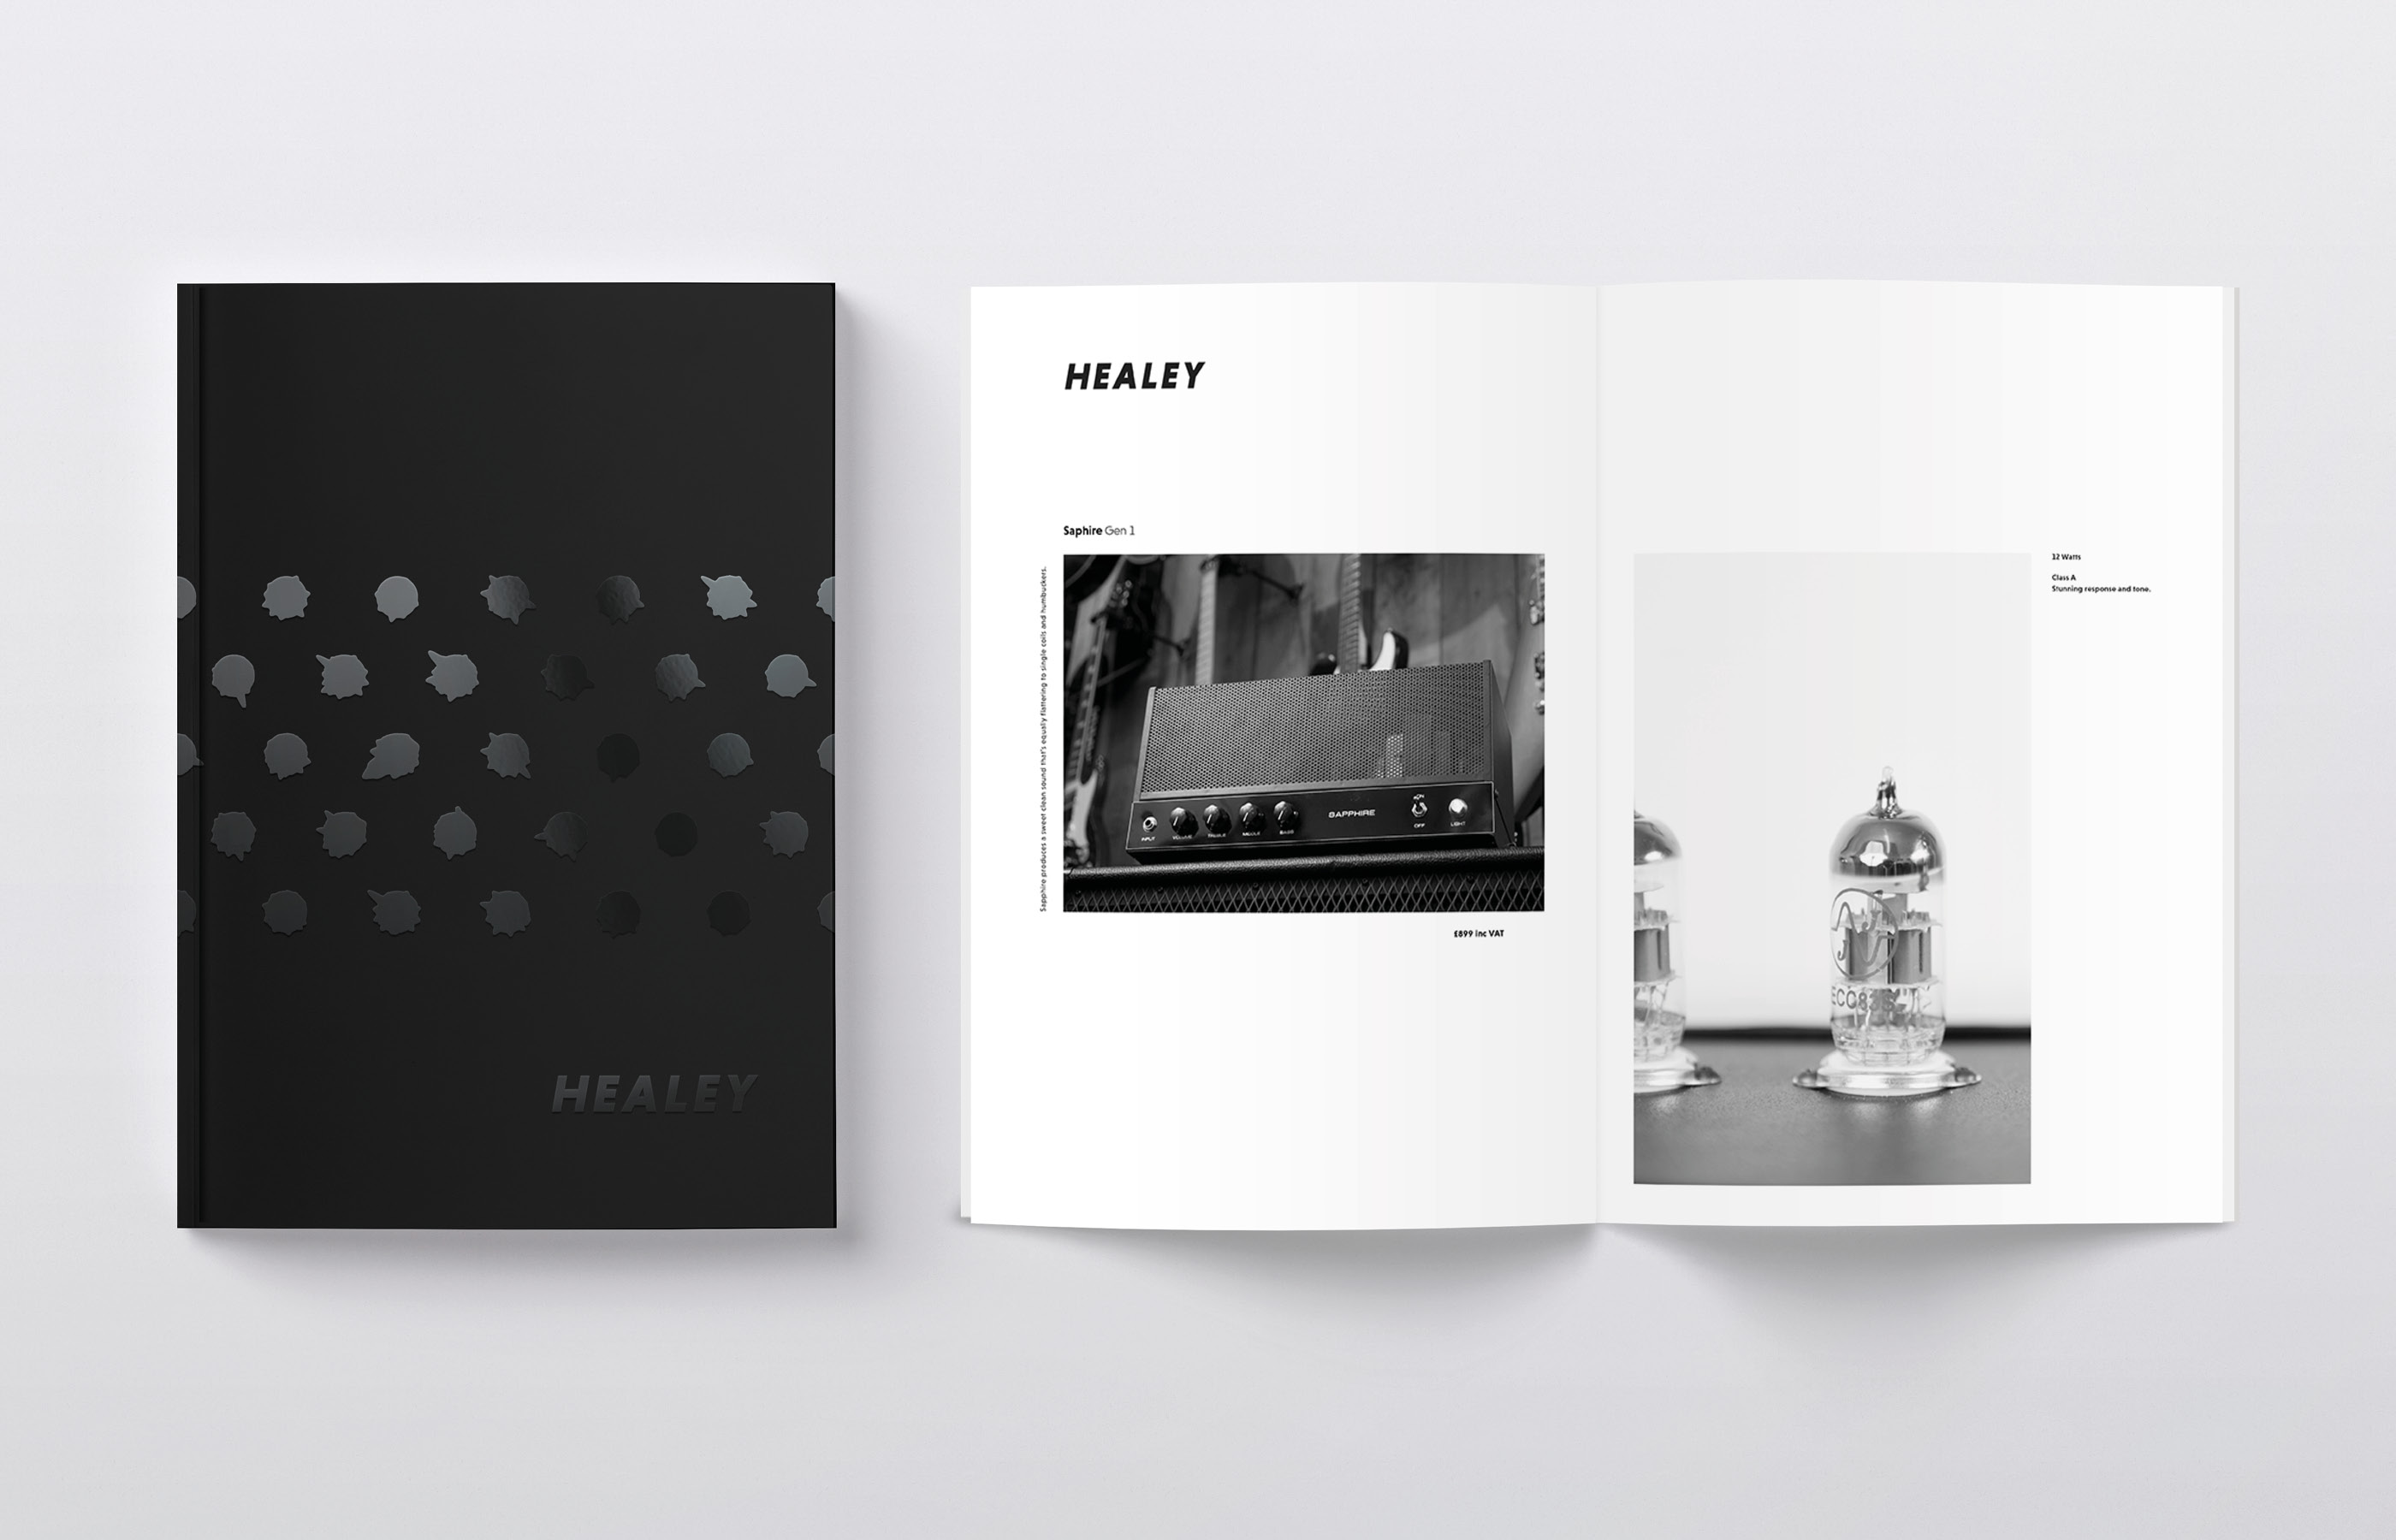 HEALEY
HEALEY
Saphire Gen 1
Sapphire produces a sweet clean sound that's equally flattering to single coils and humbuckers.
INPUT
VOLUME
TREBLE
MIDDLE
BASS
SAPPHIRE
ON
OFF
LIGHT
£899 inc VAT
JJ
ECC83S
12 Watts
Class A
Stunning response and tone.